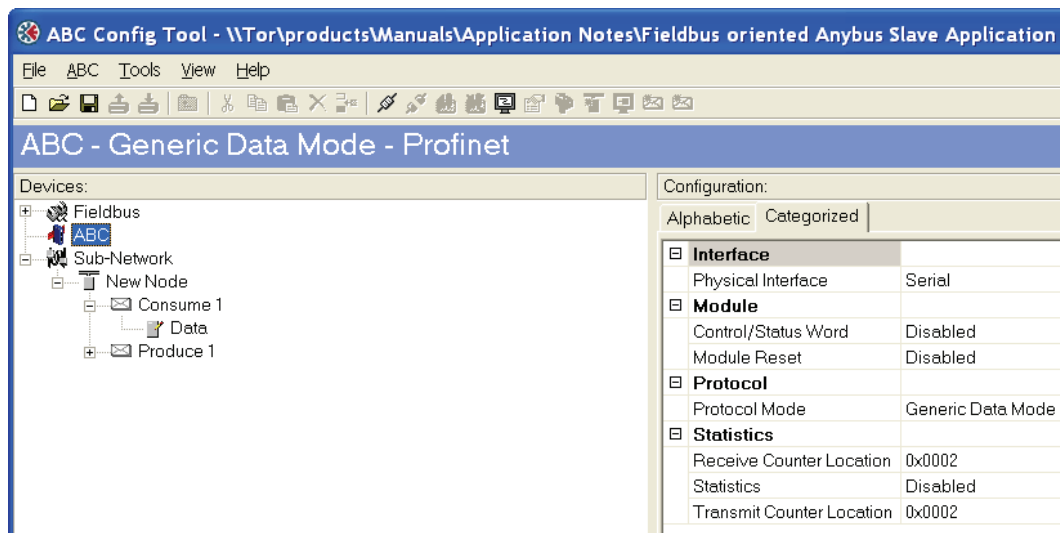 ABC Config Tool - \\Tor\products\Manuals\Application Notes\Fieldbus oriented Anybus Slave Application
File ABC Tools View Help
ABC - Generic Data Mode - Profinet
Devices:
Fieldbus
ABC
Sub-Network
New Node
Consume 1
Data
Produce 1
Configuration:
Alphabetic Categorized
Interface
Physical Interface Serial
Module
Control/Status Word Disabled
Module Reset Disabled
Protocol
Protocol Mode Generic Data Mode
Statistics
Receive Counter Location 0x0002
Statistics Disabled
Transmit Counter Location 0x0002